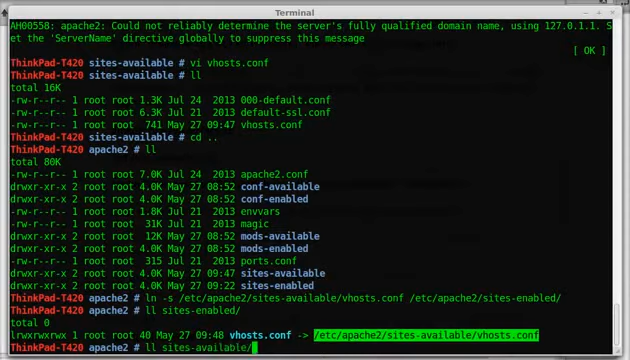 Terminal
AH00558: apache2: Could not reliably determine the server's fully qualified domain name, using 127.0.1.1. S
et the 'ServerName' directive globally to suppress this message
[ OK ]
ThinkPad-T420 sites-available # vi vhosts.conf
ThinkPad-T420 sites-available # ll
total 16K
-rw-r--r-- 1 root root 1.3K Jul 24  2013 000-default.conf
-rw-r--r-- 1 root root 6.3K Jul 21  2013 default-ssl.conf
-rw-r--r-- 1 root root  741 May 27 09:47 vhosts.conf
ThinkPad-T420 sites-available # cd ..
ThinkPad-T420 apache2 # ll
total 80K
-rw-r--r-- 1 root root 7.0K Jul 24  2013 apache2.conf
drwxr-xr-x 2 root root 4.0K May 27 08:52 conf-available
drwxr-xr-x 2 root root 4.0K May 27 08:52 conf-enabled
-rw-r--r-- 1 root root 1.8K Jul 21  2013 envvars
-rw-r--r-- 1 root root  31K Jul 21  2013 magic
drwxr-xr-x 2 root root  12K May 27 08:52 mods-available
drwxr-xr-x 2 root root 4.0K May 27 08:52 mods-enabled
-rw-r--r-- 1 root root  315 Jul 21  2013 ports.conf
drwxr-xr-x 2 root root 4.0K May 27 09:47 sites-available
drwxr-xr-x 2 root root 4.0K May 27 09:22 sites-enabled
ThinkPad-T420 apache2 # ln -s /etc/apache2/sites-available/vhosts.conf /etc/apache2/sites-enabled/
ThinkPad-T420 apache2 # ll sites-enabled/
total 0
lrwxrwxrwx 1 root root 40 May 27 09:48 vhosts.conf -> /etc/apache2/sites-available/vhosts.conf
ThinkPad-T420 apache2 # ll sites-available/